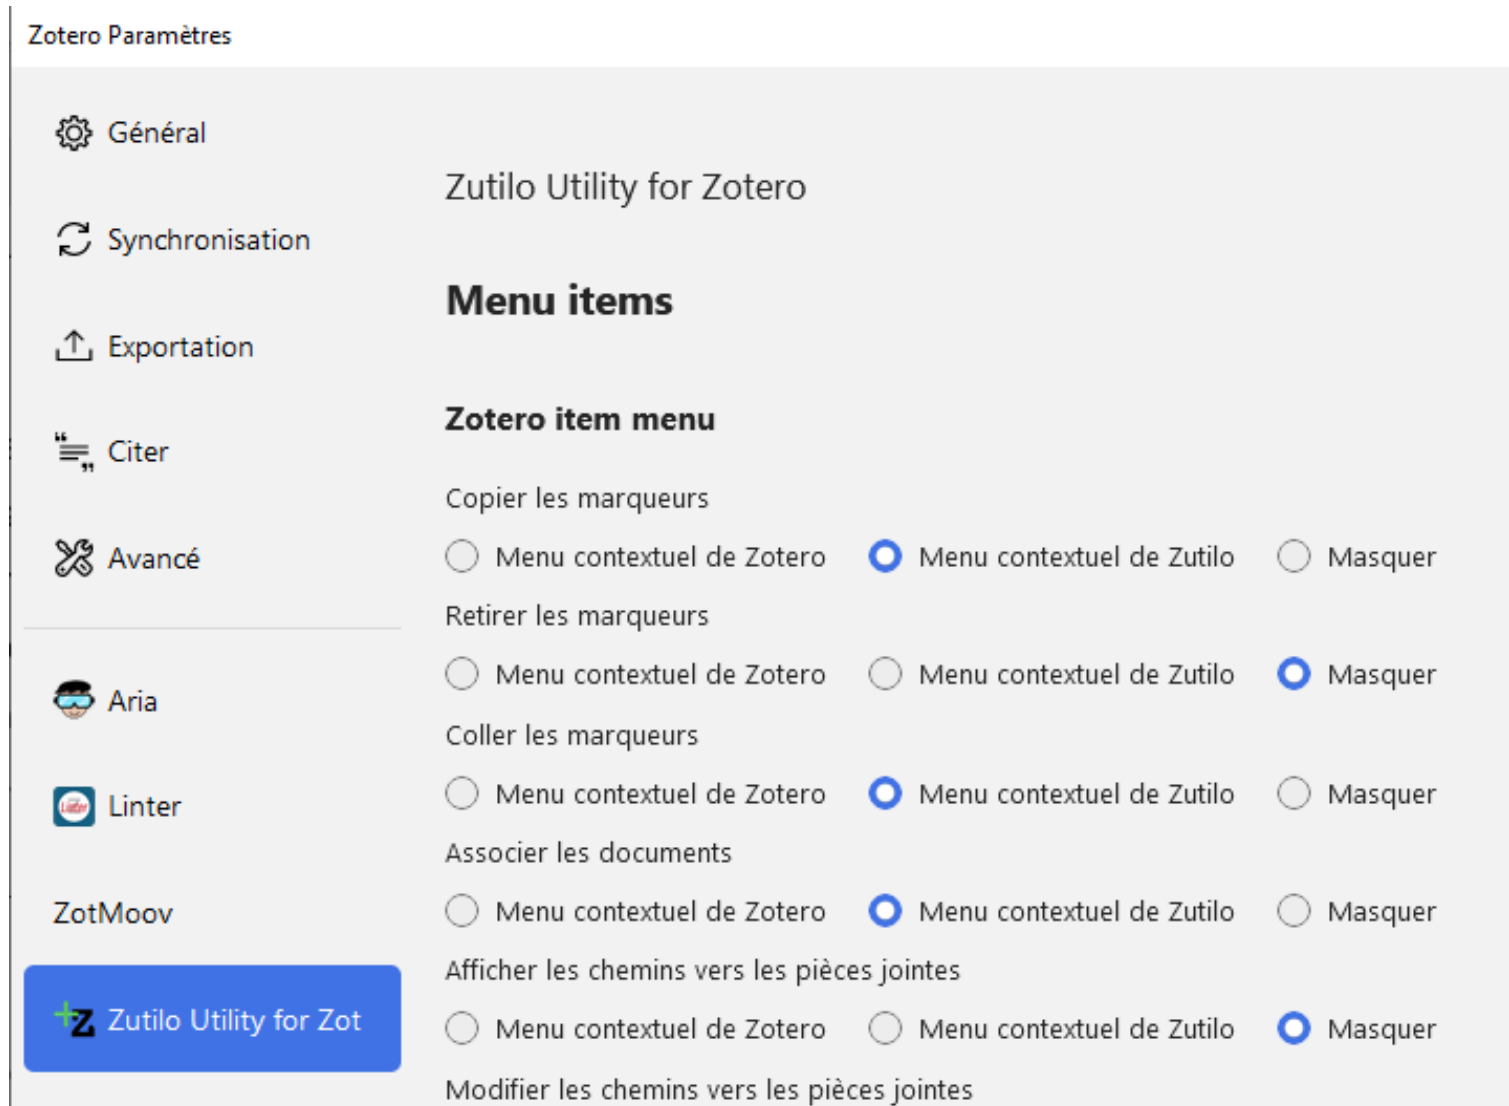 Zotero Paramètres
Général
Synchronisation
Exportation
Citer
Avancé
Aria
Linter
ZotMoov
Zutilo Utility for Zot
Zutilo Utility for Zotero
Menu items
Zotero item menu
Copier les marqueurs
Menu contextuel de Zotero Menu contextuel de Zutilo Masquer
Retirer les marqueurs
Menu contextuel de Zotero Menu contextuel de Zutilo Masquer
Coller les marqueurs
Menu contextuel de Zotero Menu contextuel de Zutilo Masquer
Associer les documents
Menu contextuel de Zotero Menu contextuel de Zutilo Masquer
Afficher les chemins vers les pièces jointes
Menu contextuel de Zotero Menu contextuel de Zutilo Masquer
Modifier les chemins vers les pièces jointes